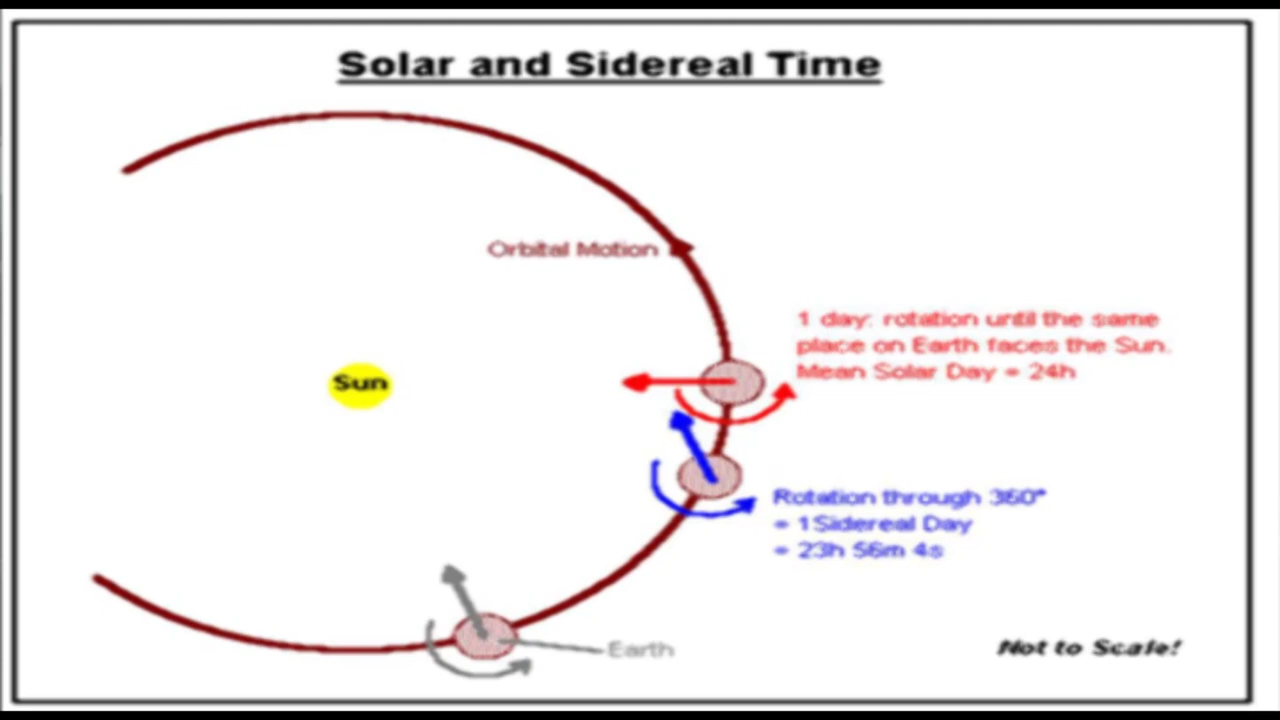 Solar and Sidereal Time
Orbital Motion
1 day: rotation until the same
place on Earth faces the Sun.
Mean Solar Day = 24h
Sun
Rotation through 360°
= 1Sidereal Day
= 23h 56m 4s
Earth
Not to Scale!